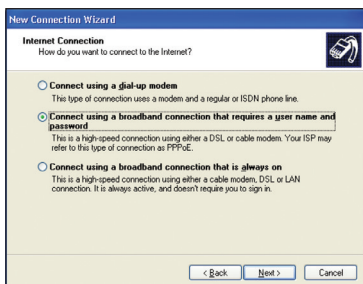 New Connection Wizard
Internet Connection
How do you want to connect to the Internet?
Connect using a dial-up modem
This type of connection uses a modem and a regular or ISDN phone line.
Connect using a broadband connection that requires a user name and
password
This is a high-speed connection using either a DSL or cable modem. Your ISP may
refer to this type of connection as PPPoE.
Connect using a broadband connection that is always on
This is a high-speed connection using either a cable modem, DSL or LAN
connection. It is always active, and doesn't require you to sign in.
< Back
Next >
Cancel